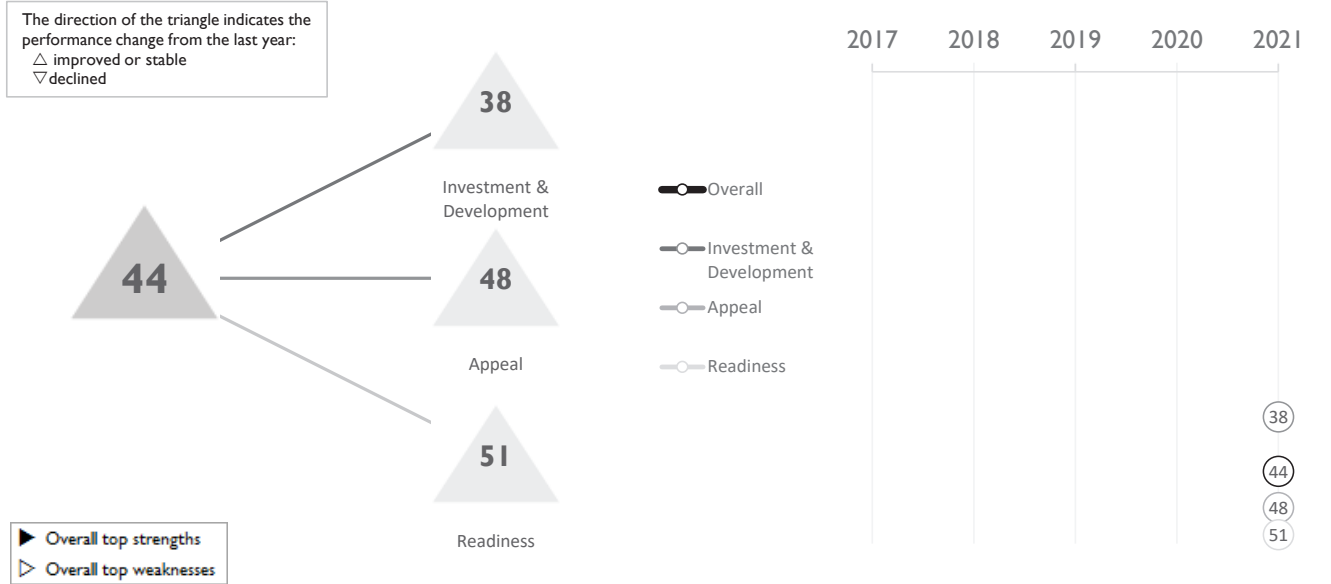 The direction of the triangle indicates the
performance change from the last year:
△ improved or stable
▽ declined
44
38
Investment &
Development
48
Appeal
51
Readiness
▶ Overall top strengths
▷ Overall top weaknesses
Overall
Investment &
Development
Appeal
Readiness
2017 2018 2019 2020 2021
38
44
48
51